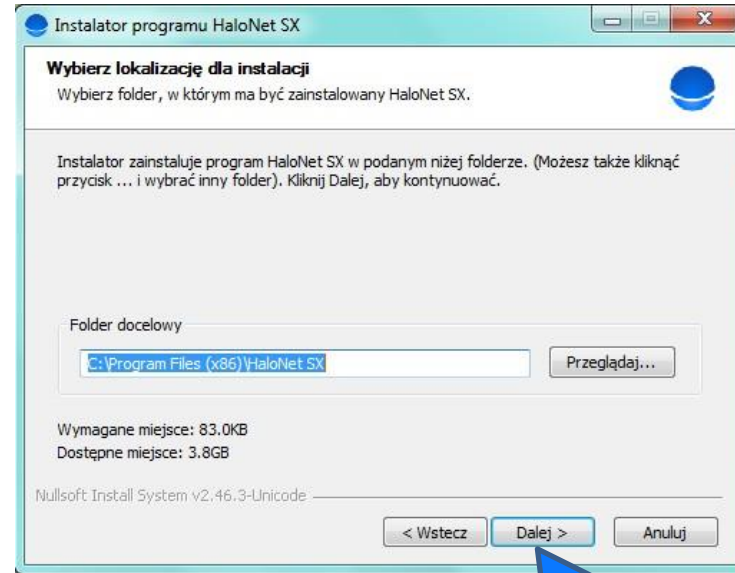 Instalator programu HaloNet SX
Wybierz lokalizację dla instalacji
Wybierz folder, w którym ma być zainstalowany HaloNet SX.
Instalator zainstaluje program HaloNet SX w podanym niżej folderze. (Możesz także kliknąć
przycisk ... i wybrać inny folder). Kliknij Dalej, aby kontynuować.
Folder docelowy
C:\Program Files (x86)\HaloNet SX
Przeglądaj...
Wymagane miejsce: 83.0KB
Dostępne miejsce: 3.8GB
Nullsoft Install System v2.46.3-Unicode
< Wstecz Dalej > Anuluj